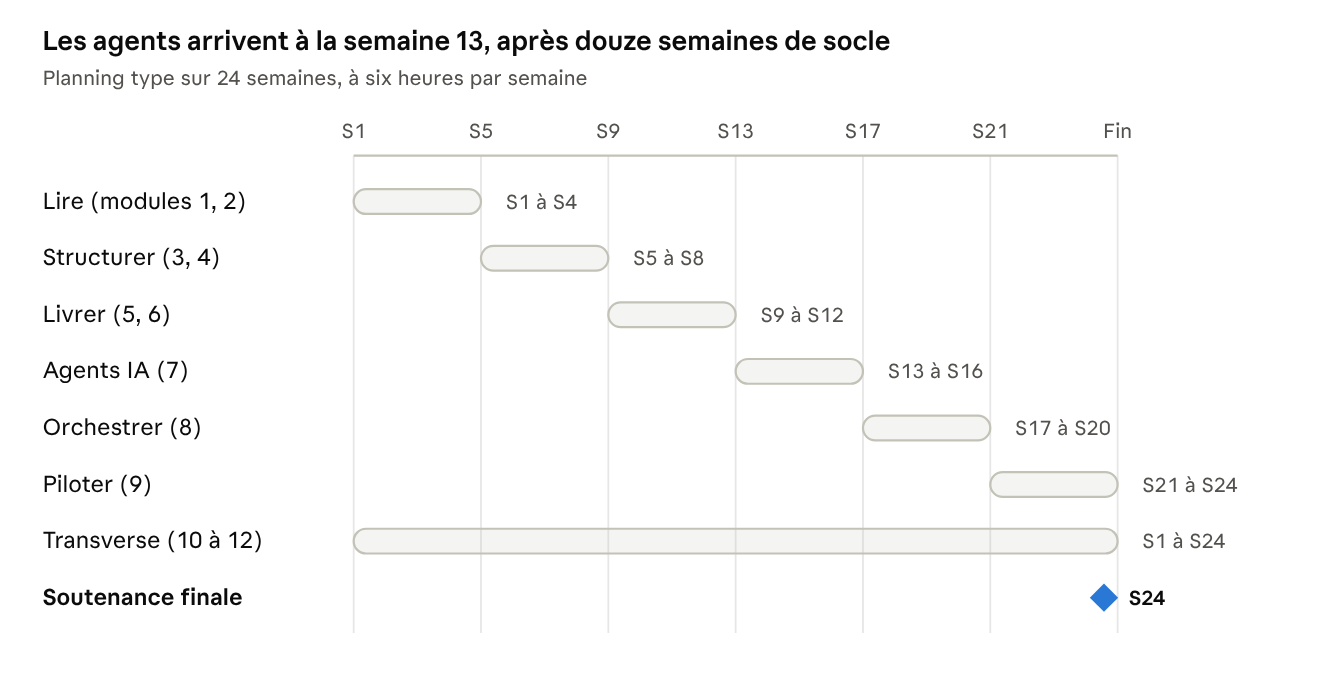 Les agents arrivent à la semaine 13, après douze semaines de socle
Planning type sur 24 semaines, à six heures par semaine
S1 S5 S9 S13 S17 S21 Fin
Lire (modules 1, 2) S1 à S4
Structurer (3, 4) S5 à S8
Livrer (5, 6) S9 à S12
Agents IA (7) S13 à S16
Orchestrer (8) S17 à S20
Piloter (9) S21 à S24
Transverse (10 à 12) S1 à S24
Soutenance finale S24